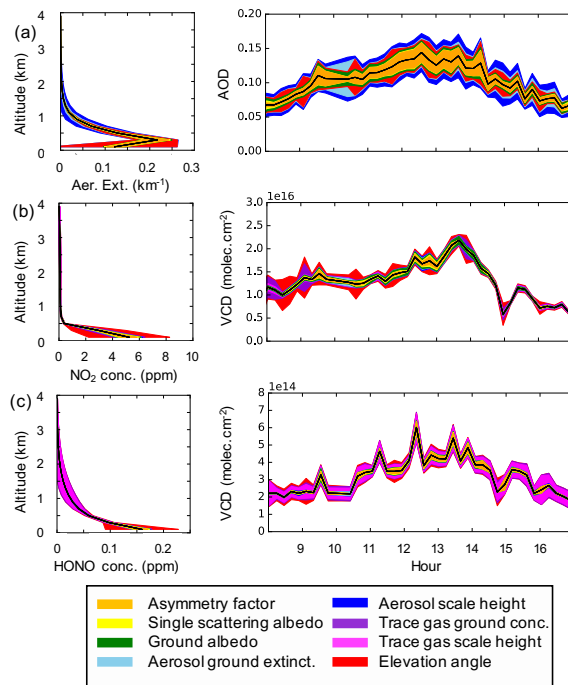 (a)
4
3
2
1
0
Altitude (km)
0.0
0.1
0.2
0.3
Aer. Ext. (km⁻¹)
0.20
0.15
0.10
0.05
0.00
AOD
(b)
4
3
2
1
0
Altitude (km)
0
2
4
6
8
10
NO₂ conc. (ppm)
1e16
3.0
2.5
2.0
1.5
1.0
0.5
0.0
VCD (molec.cm⁻²)
(c)
4
3
2
1
0
Altitude (km)
0
0.1
0.2
HONO conc. (ppm)
1e14
8
7
6
5
4
3
2
1
0
VCD (molec.cm⁻²)
9
10
11
12
13
14
15
16
Hour
Asymmetry factor
Single scattering albedo
Ground albedo
Aerosol ground extinct.
Aerosol scale height
Trace gas ground conc.
Trace gas scale height
Elevation angle